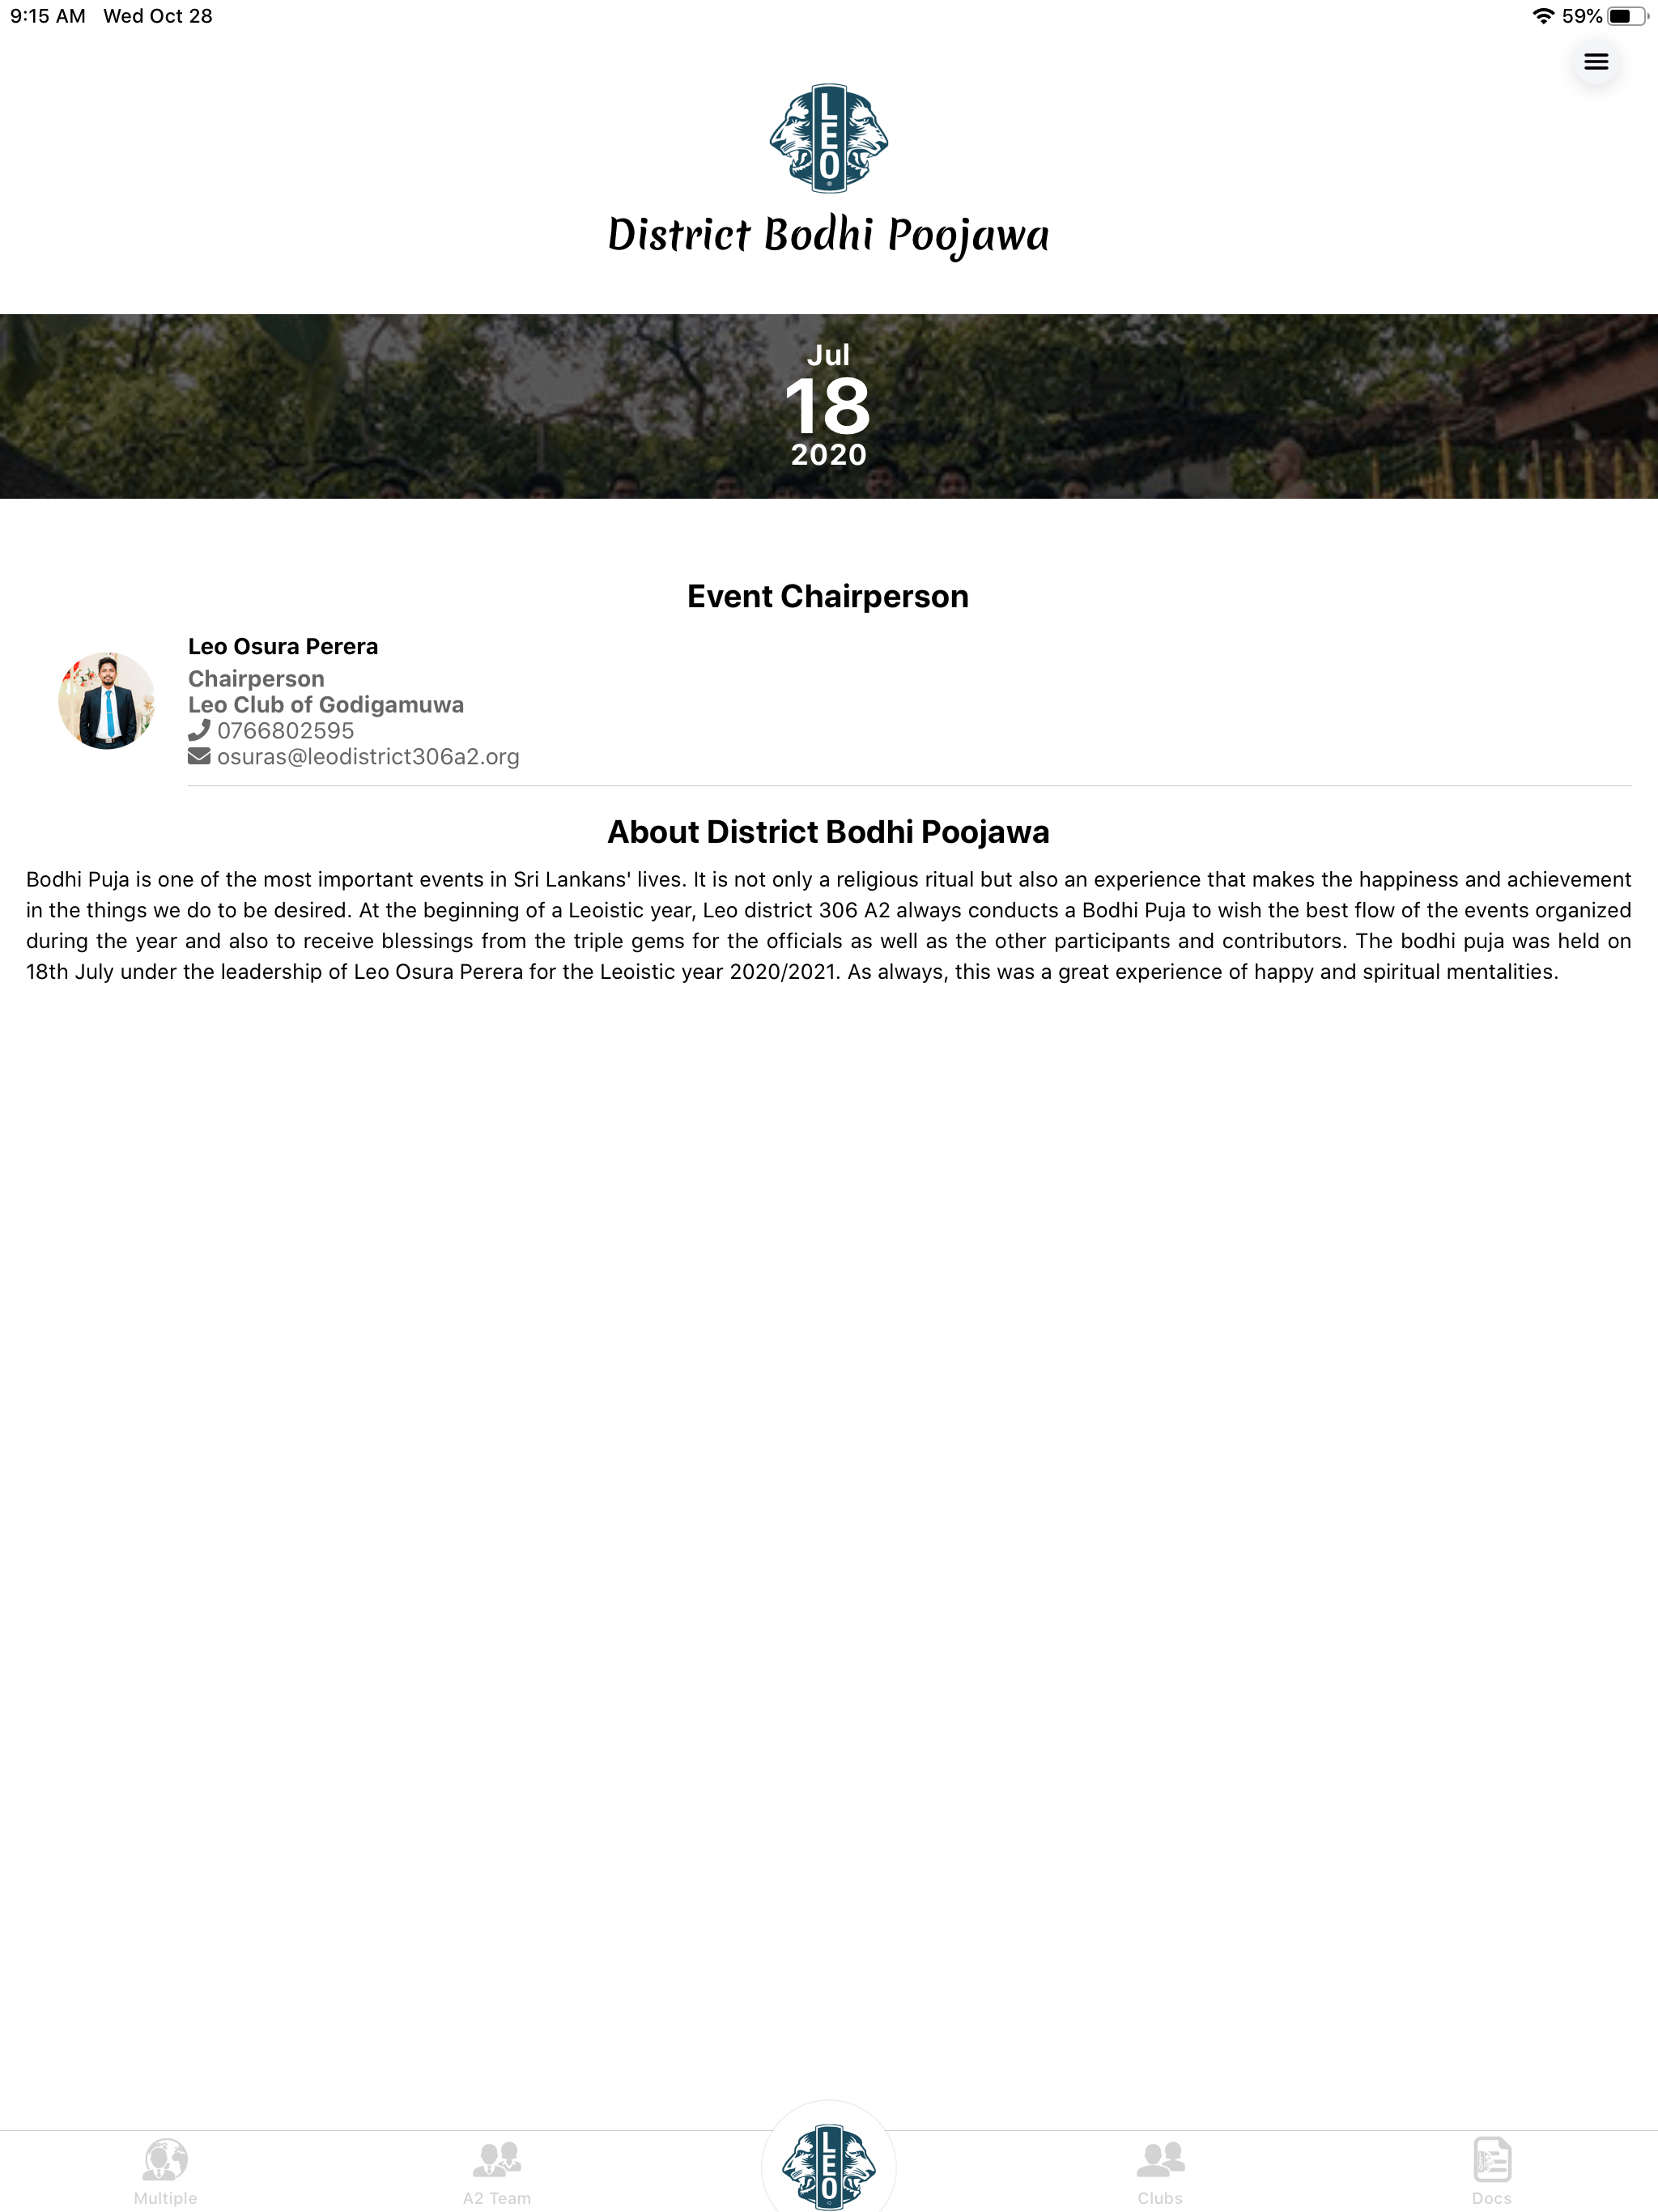 9:15 AM Wed Oct 28
59%
LEO
District Bodhi Poojawa
Jul
18
2020
Event Chairperson
Leo Osura Perera
Chairperson
Leo Club of Godigamuwa
0766802595
osuras@leodistrict306a2.org
About District Bodhi Poojawa
Bodhi Puja is one of the most important events in Sri Lankans' lives. It is not only a religious ritual but also an experience that makes the happiness and achievement
in the things we do to be desired. At the beginning of a Leoistic year, Leo district 306 A2 always conducts a Bodhi Puja to wish the best flow of the events organized
during the year and also to receive blessings from the triple gems for the officials as well as the other participants and contributors. The bodhi puja was held on
18th July under the leadership of Leo Osura Perera for the Leoistic year 2020/2021. As always, this was a great experience of happy and spiritual mentalities.
Multiple
A2 Team
LEO
Clubs
Docs